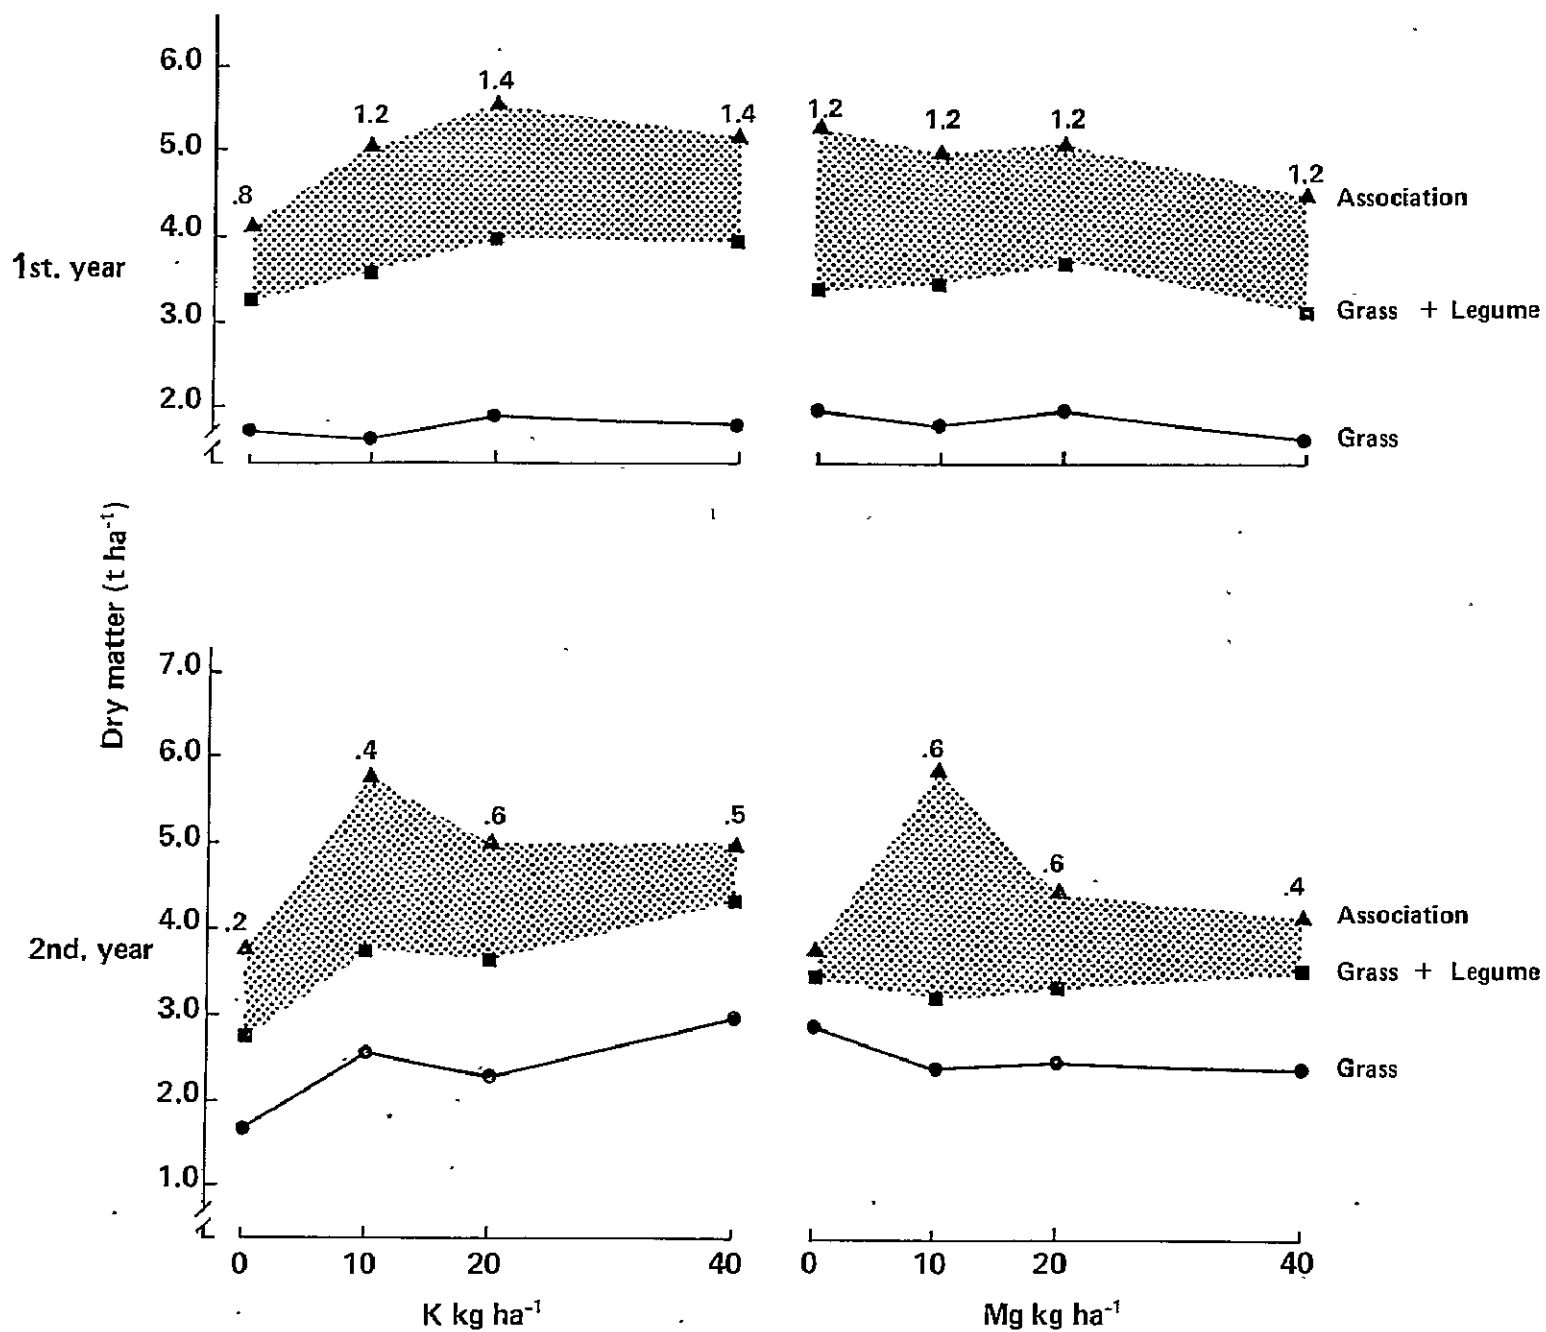 6.0
5.0
4.0
3.0
2.0
.8
1.2
1.4
1.4
1.2
1.2
1.2
1.2
Association
Grass + Legume
Grass
1st. year
Dry matter (t ha⁻¹)
7.0
6.0
5.0
4.0
3.0
2.0
1.0
.2
.4
.6
.5
.6
.6
.4
Association
Grass + Legume
Grass
2nd, year
0 10 20 40
0 10 20 40
K kg ha⁻¹
Mg kg ha⁻¹